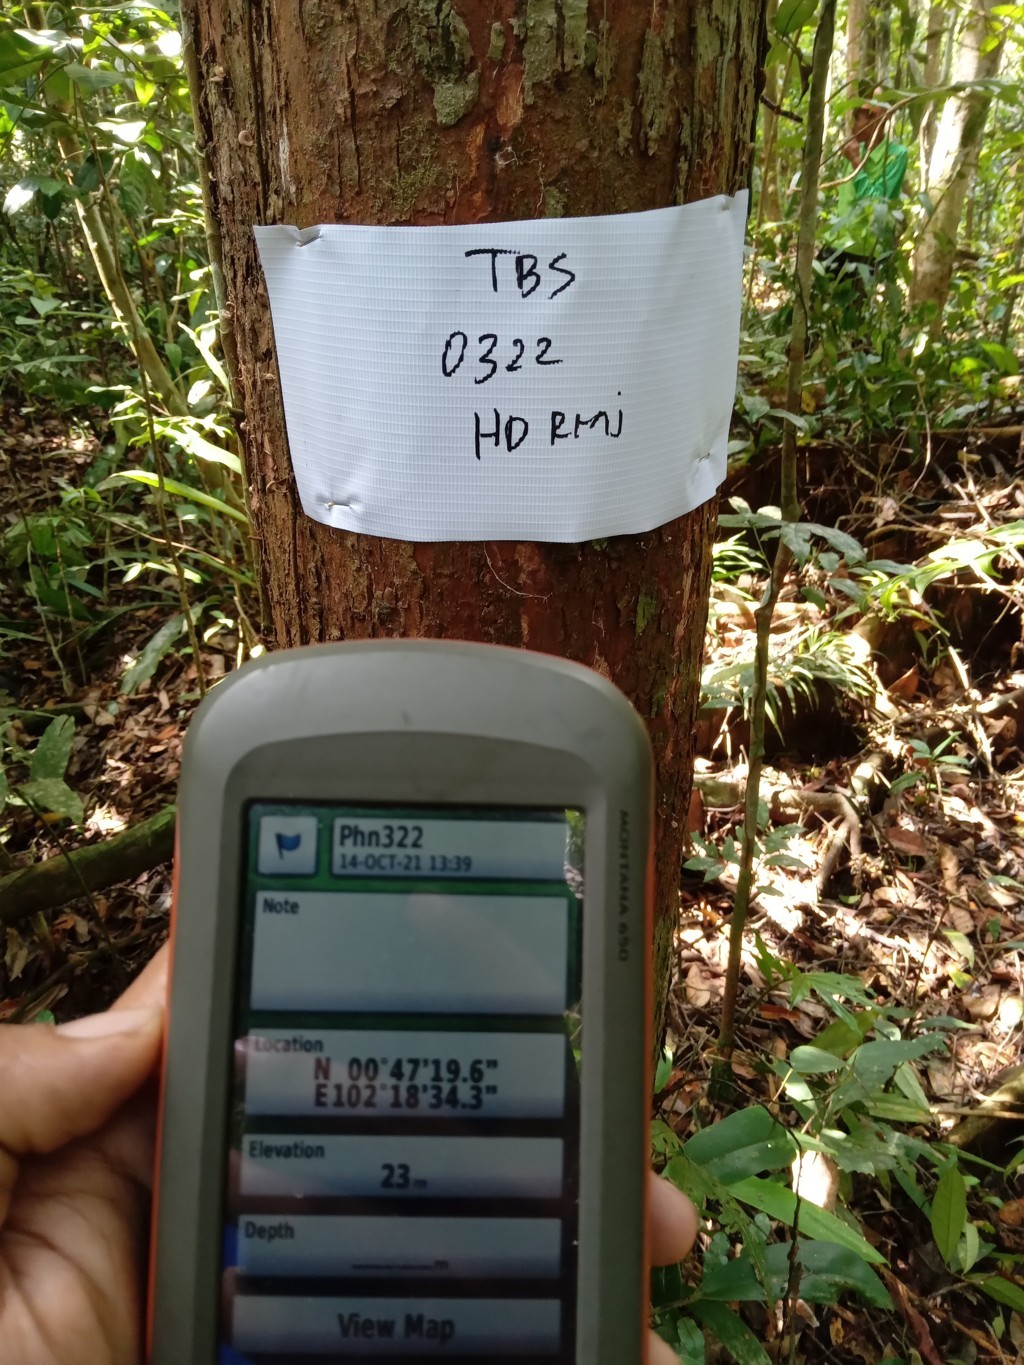 TBS
0322
HD RMj
MONTANA 650
Phn322
14-OCT-21 13:39
Note
Location
N 00°47'19.6"
E102°18'34.3"
Elevation
23 m
Depth
_______m
View Map